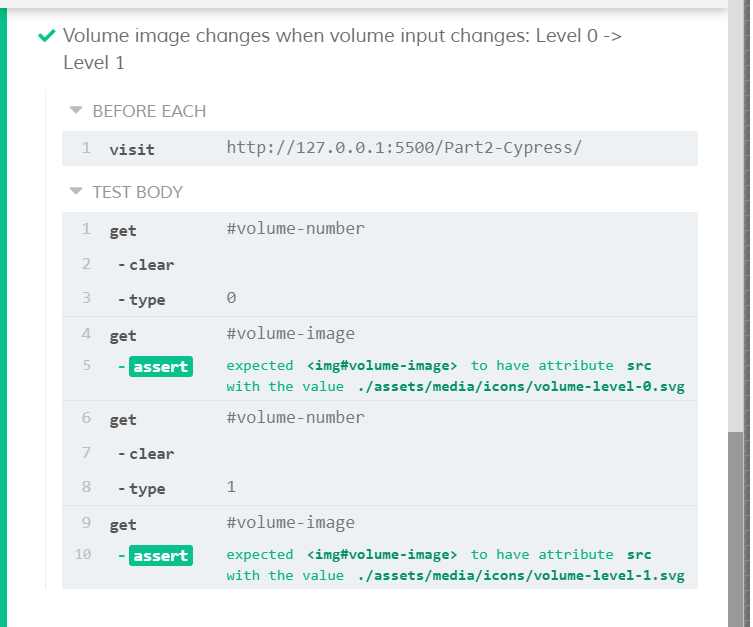 Volume image changes when volume input changes: Level 0 ->
Level 1
BEFORE EACH
1 visit http://127.0.0.1:5500/Part2-Cypress/
TEST BODY
1 get #volume-number
2 -clear
3 -type 0
4 get #volume-image
5 -assert expected <img#volume-image> to have attribute src
with the value ./assets/media/icons/volume-level-0.svg
6 get #volume-number
7 -clear
8 -type 1
9 get #volume-image
10 -assert expected <img#volume-image> to have attribute src
with the value ./assets/media/icons/volume-level-1.svg